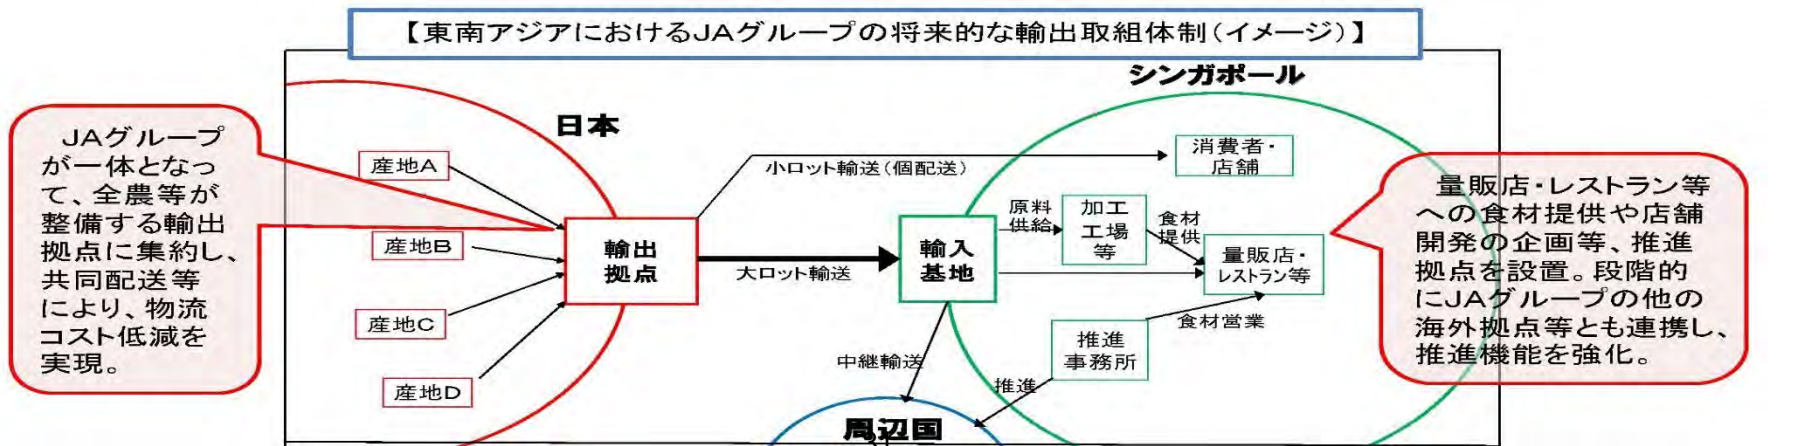 【東南アジアにおけるJAグループの将来的な輸出取組体制(イメージ)】
シンガポール
日本
JAグループ
が一体となっ
て、全農等が
整備する輸出
拠点に集約し、
共同配送等
により、物流
コスト低減を
実現。
産地A
産地B
産地C
産地D
輸出
拠点
小ロット輸送(個配送)
大ロット輸送
輸入
基地
消費者・
店舗
原料
供給
加工
工場
等
食材
提供
量販店・
レストラン等
食材営業
推進
事務所
中継輸送
推進
周辺国
量販店・レストラン等
への食材提供や店舗
開発の企画等、推進
拠点を設置。段階的
にJAグループの他の
海外拠点等とも連携し、
推進機能を強化。